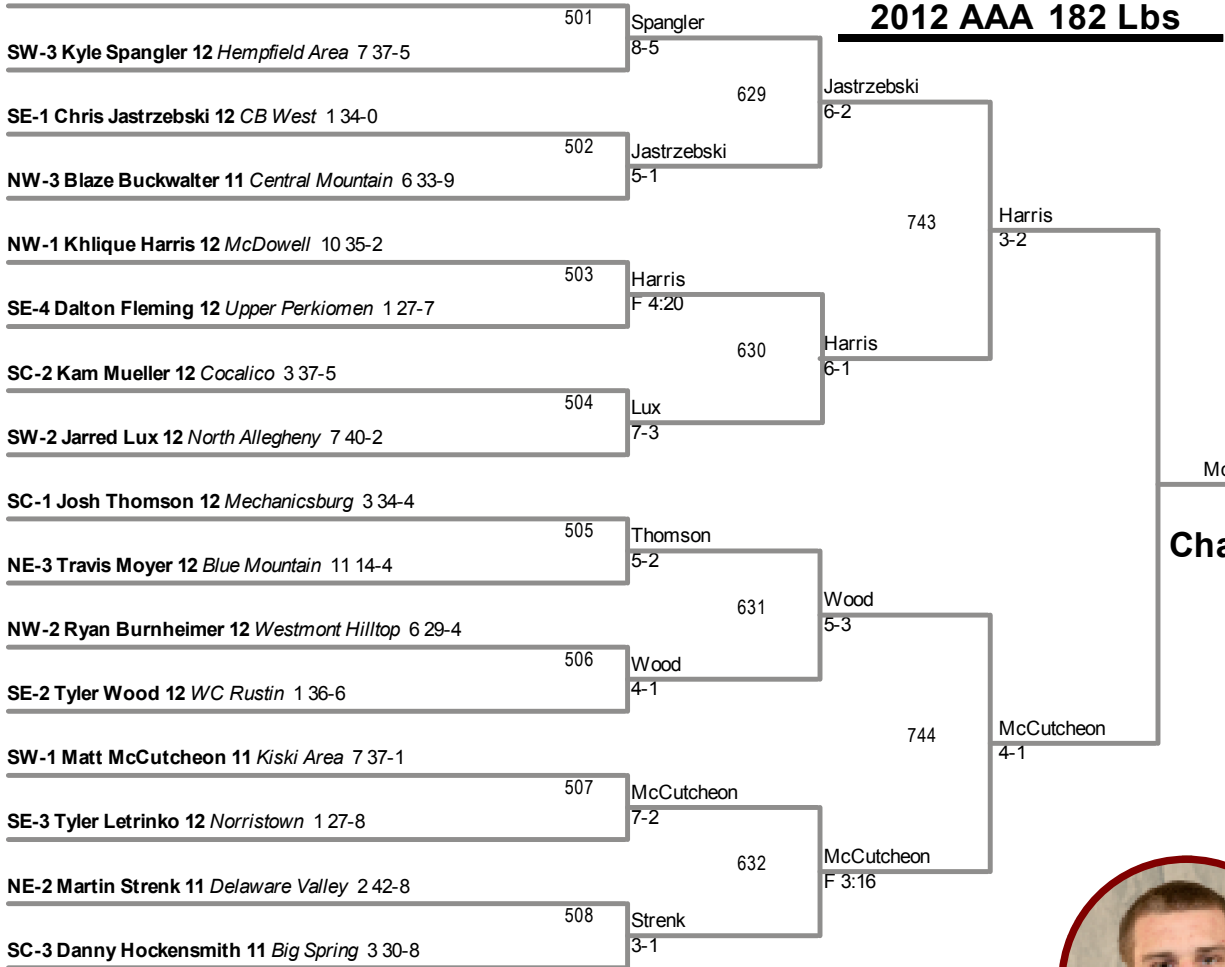 2012 AAA 182 Lbs
501
Spangler
8-5
SW-3 Kyle Spangler 12 Hempfield Area 7 37-5
629
Jastrzebski
6-2
SE-1 Chris Jastrzebski 12 CB West 1 34-0
502
Jastrzebski
5-1
NW-3 Blaze Buckwalter 11 Central Mountain 6 33-9
743
Harris
3-2
NW-1 Khlique Harris 12 McDowell 10 35-2
503
Harris
F 4:20
SE-4 Dalton Fleming 12 Upper Perkiomen 1 27-7
630
Harris
6-1
SC-2 Kam Mueller 12 Cocalico 3 37-5
504
Lux
7-3
SW-2 Jarred Lux 12 North Allegheny 7 40-2
Mc
SC-1 Josh Thomson 12 Mechanicsburg 3 34-4
505
Thomson
5-2
Cha
NE-3 Travis Moyer 12 Blue Mountain 11 14-4
631
Wood
5-3
NW-2 Ryan Burnheimer 12 Westmont Hilltop 6 29-4
506
Wood
4-1
SE-2 Tyler Wood 12 WC Rustin 1 36-6
744
McCutcheon
4-1
SW-1 Matt McCutcheon 11 Kiski Area 7 37-1
507
McCutcheon
7-2
SE-3 Tyler Letrinko 12 Norristown 1 27-8
632
McCutcheon
F 3:16
NE-2 Martin Strenk 11 Delaware Valley 2 42-8
508
Strenk
3-1
SC-3 Danny Hockensmith 11 Big Spring 3 30-8